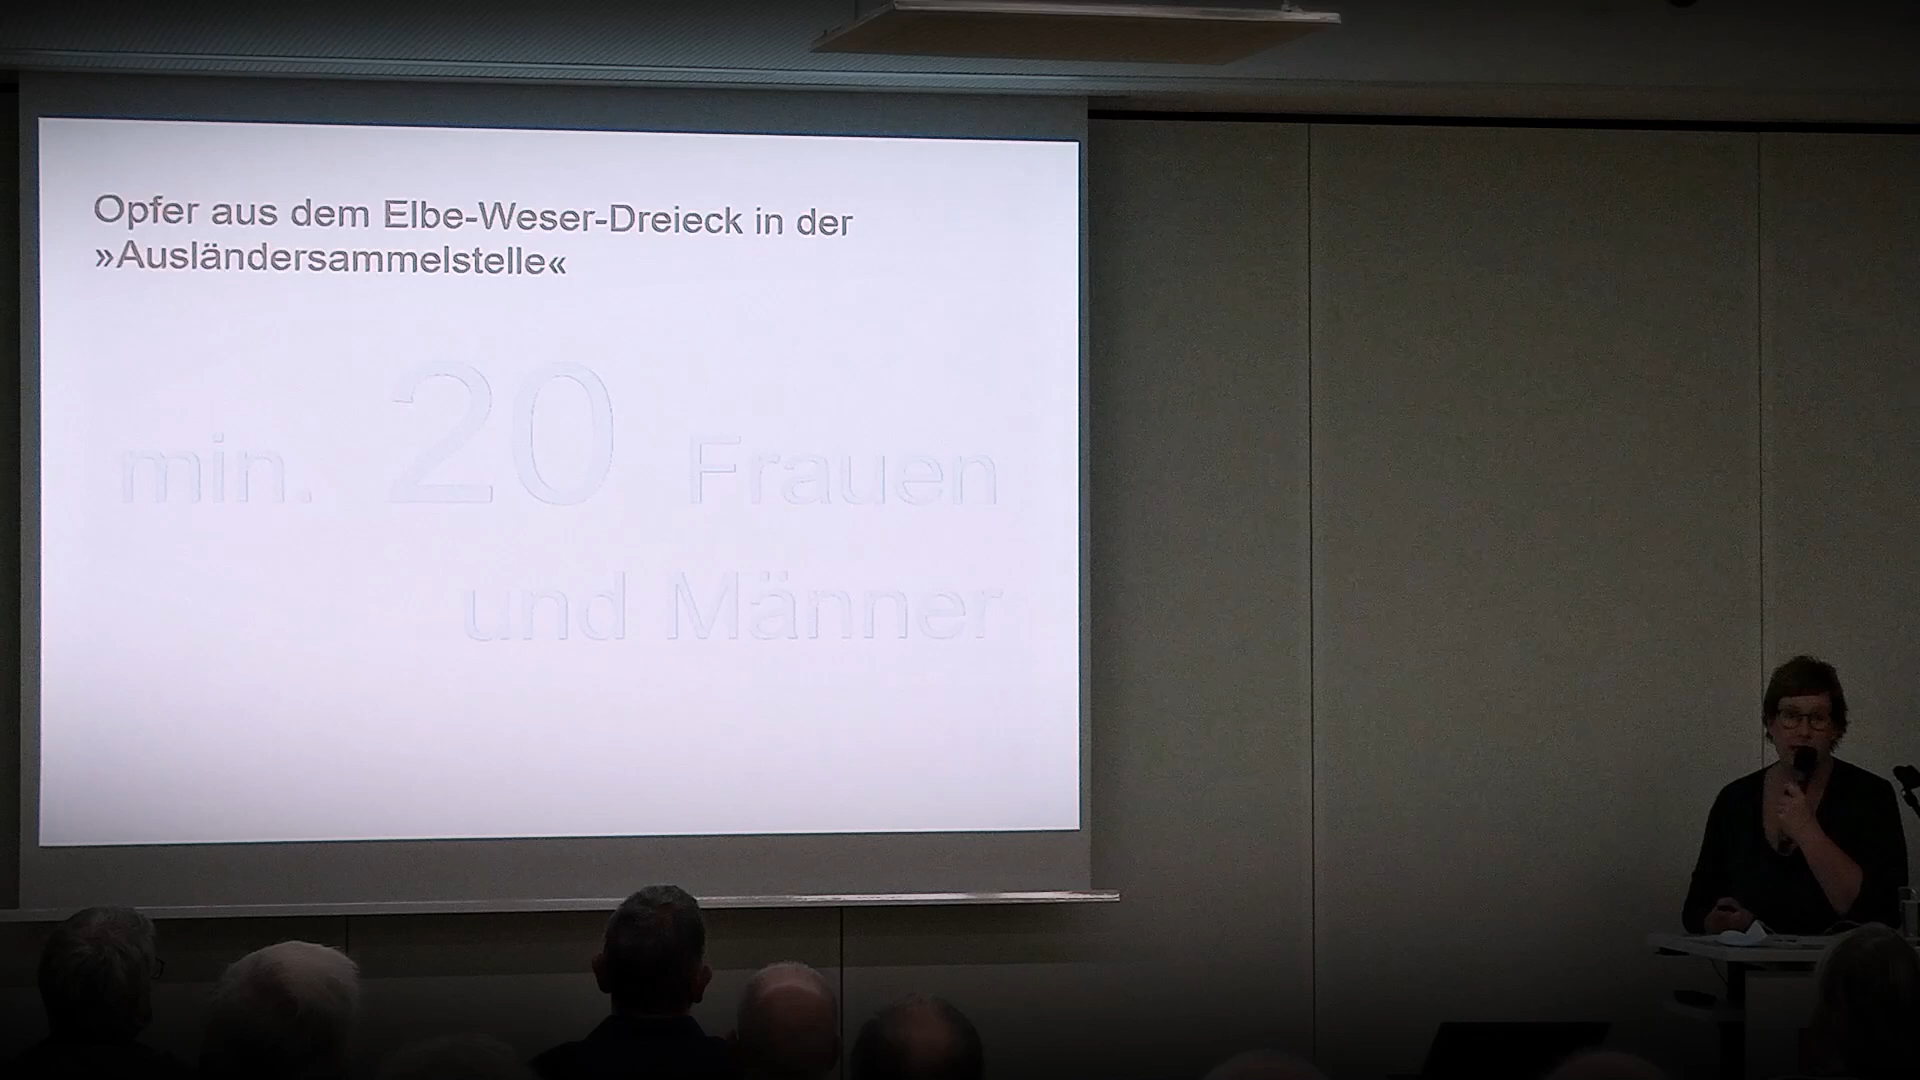 Opfer aus dem Elbe-Weser-Dreieck in der
»Ausländersammelstelle«
min. 20 Frauen
und Männer